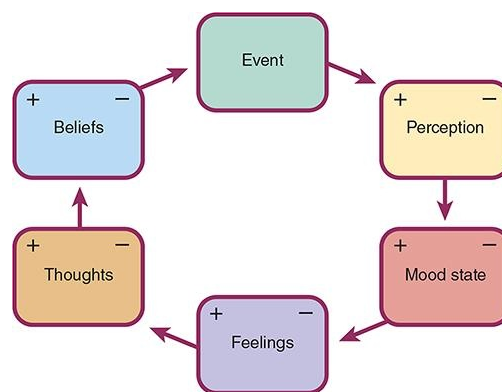 Event
+ −
Perception
+ −
Mood state
+ −
Feelings
+ −
Thoughts
+ −
Beliefs